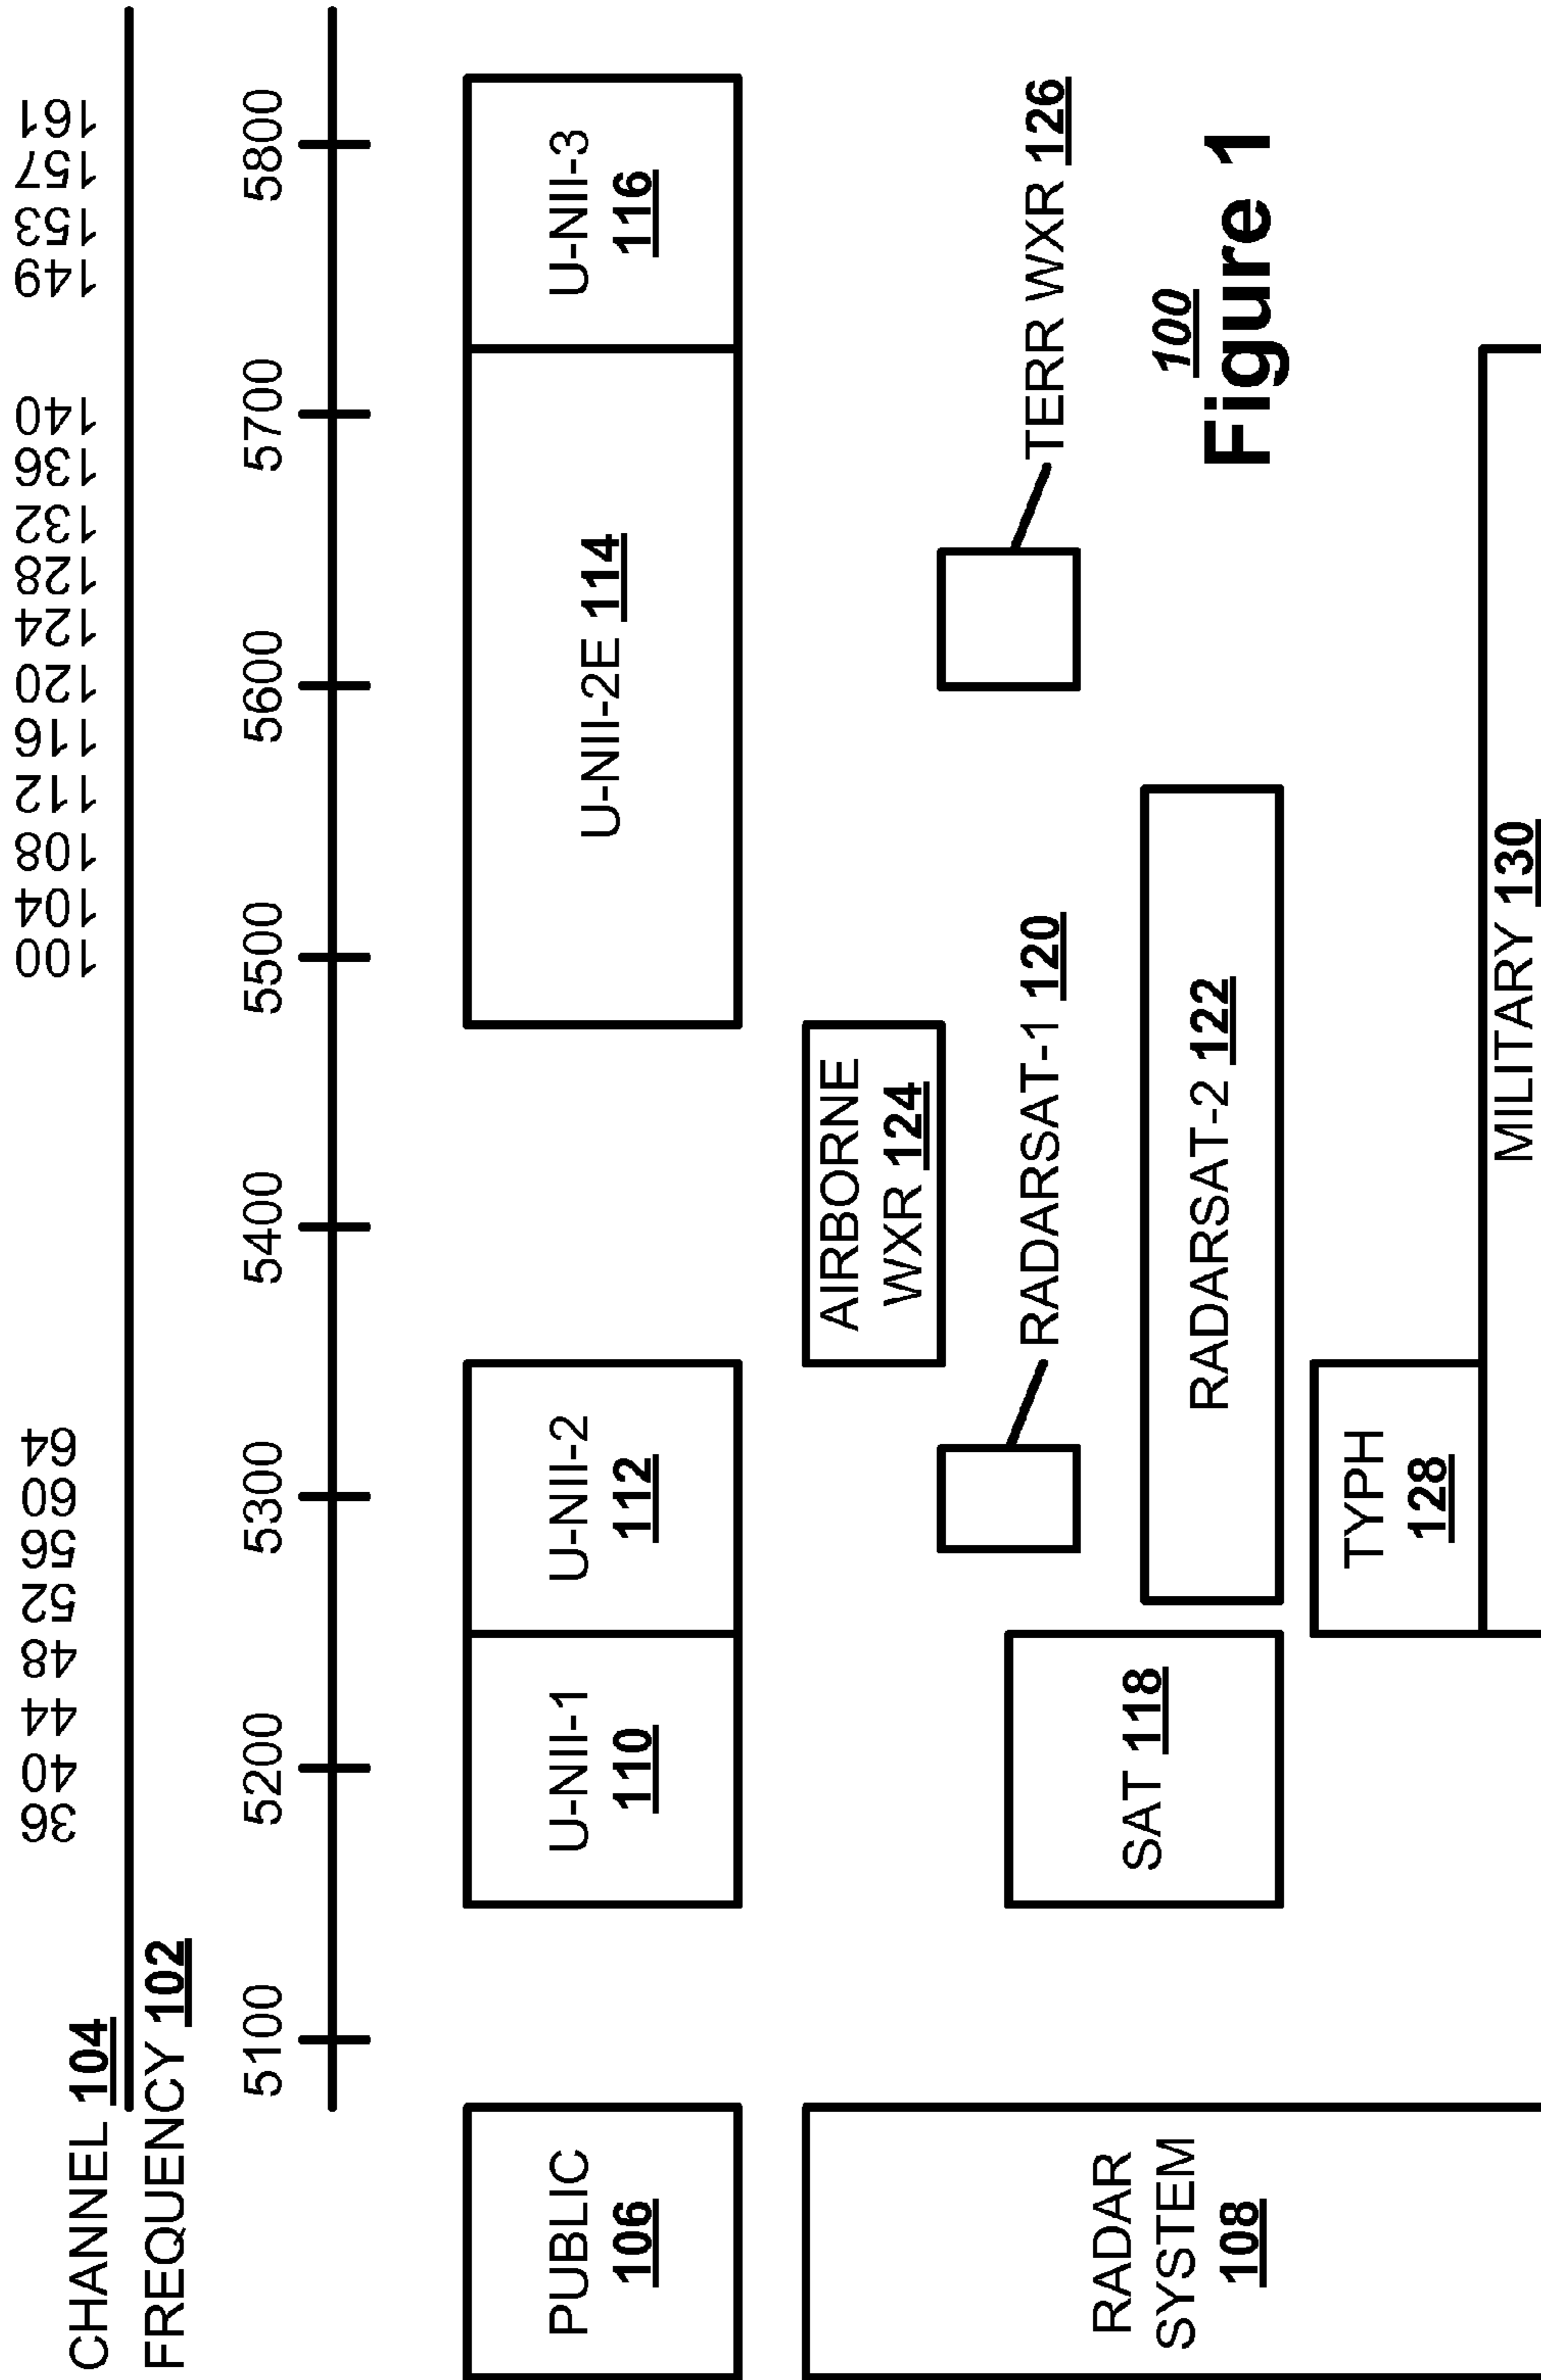 CHANNEL 104
36 40 44 48 52 56 60 64 100 104 108 112 116 120 124 128 132 136 140 149 153 157 161
FREQUENCY 102
5100 5200 5300 5400 5500 5600 5700 5800
PUBLIC
106
U-NII-1
110
U-NII-2
112
U-NII-2E 114
U-NII-3
116
RADAR
SYSTEM
108
AIRBORNE
WXR 124
SAT 118
RADARSAT-1 120
TERR WXR 126
RADARSAT-2 122
TYPH
128
MILITARY 130
100
Figure 1